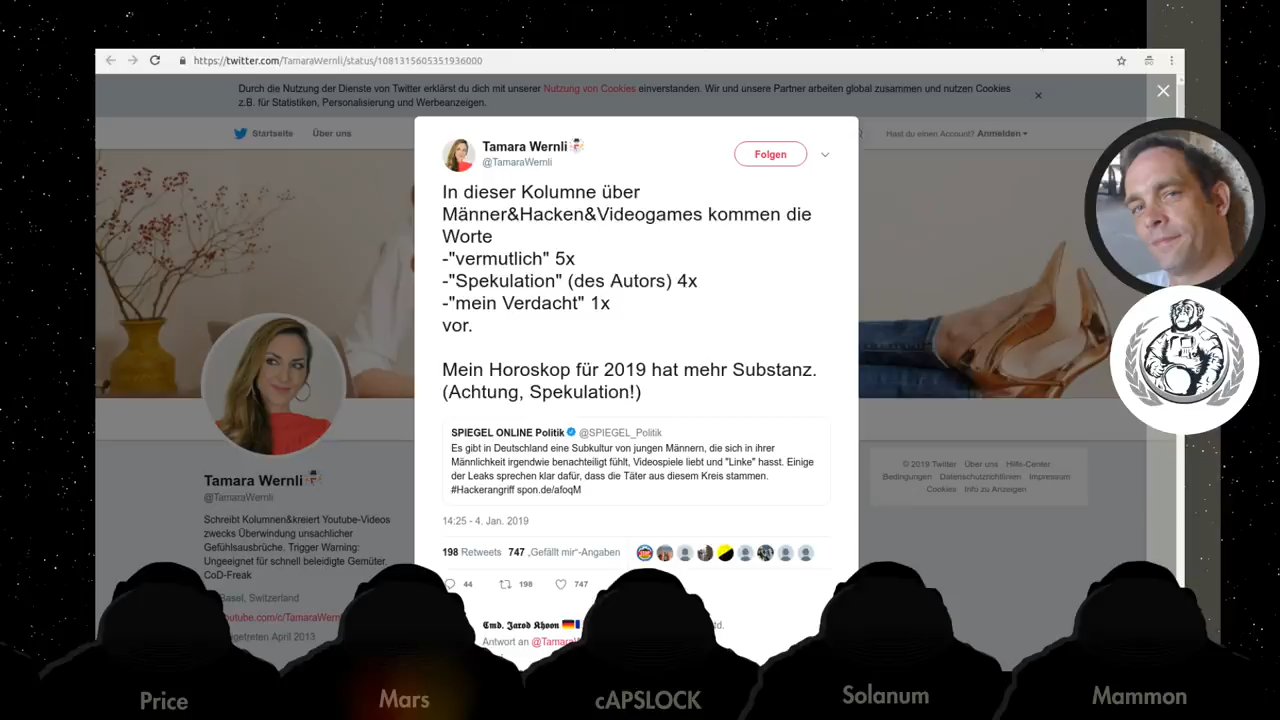 https://twitter.com/TamaraWernli/status/1081315605351936000
Durch die Nutzung der Dienste von Twitter erklärst du dich mit unserer Nutzung von Cookies einverstanden. Wir und unsere Partner arbeiten global zusammen und nutzen Cookies
z.B. für Statistiken, Personalisierung und Werbeanzeigen.
Startseite Über uns
Hast du einen Account? Anmelden
Tamara Wernli
@TamaraWernli
Folgen
In dieser Kolumne über
Männer&Hacken&Videogames kommen die
Worte
-"vermutlich" 5x
-"Spekulation" (des Autors) 4x
-"mein Verdacht" 1x
vor.
Mein Horoskop für 2019 hat mehr Substanz.
(Achtung, Spekulation!)
SPIEGEL ONLINE Politik @SPIEGEL_Politik
Es gibt in Deutschland eine Subkultur von jungen Männern, die sich in ihrer
Männlichkeit irgendwie benachteiligt fühlt, Videospiele liebt und "Linke" hasst. Einige
der Leaks sprechen klar dafür, dass die Täter aus diesem Kreis stammen.
#Hackerangriff spon.de/afoqM
14:25 - 4. Jan. 2019
198 Retweets 747 „Gefällt mir“-Angaben
44 198 747
Cmd. Jarod Khoon
Antwort an
Tamara Wernli
@TamaraWernli
Schreibt Kolumnen&kreiert Youtube-Videos
zwecks Überwindung unsachlicher
Gefühlsausbrüche. Trigger Warning:
Ungeeignet für schnell beleidigte Gemüter.
CoD-Freak
Basel, Switzerland
April 2013
© 2019 Twitter Über uns Hilfe-Center
Bedingungen Datenschutzrichtlinien Impressum
Cookies Info zu Anzeigen
Price
Mars
cAPSLOCK
Solanum
Mammon